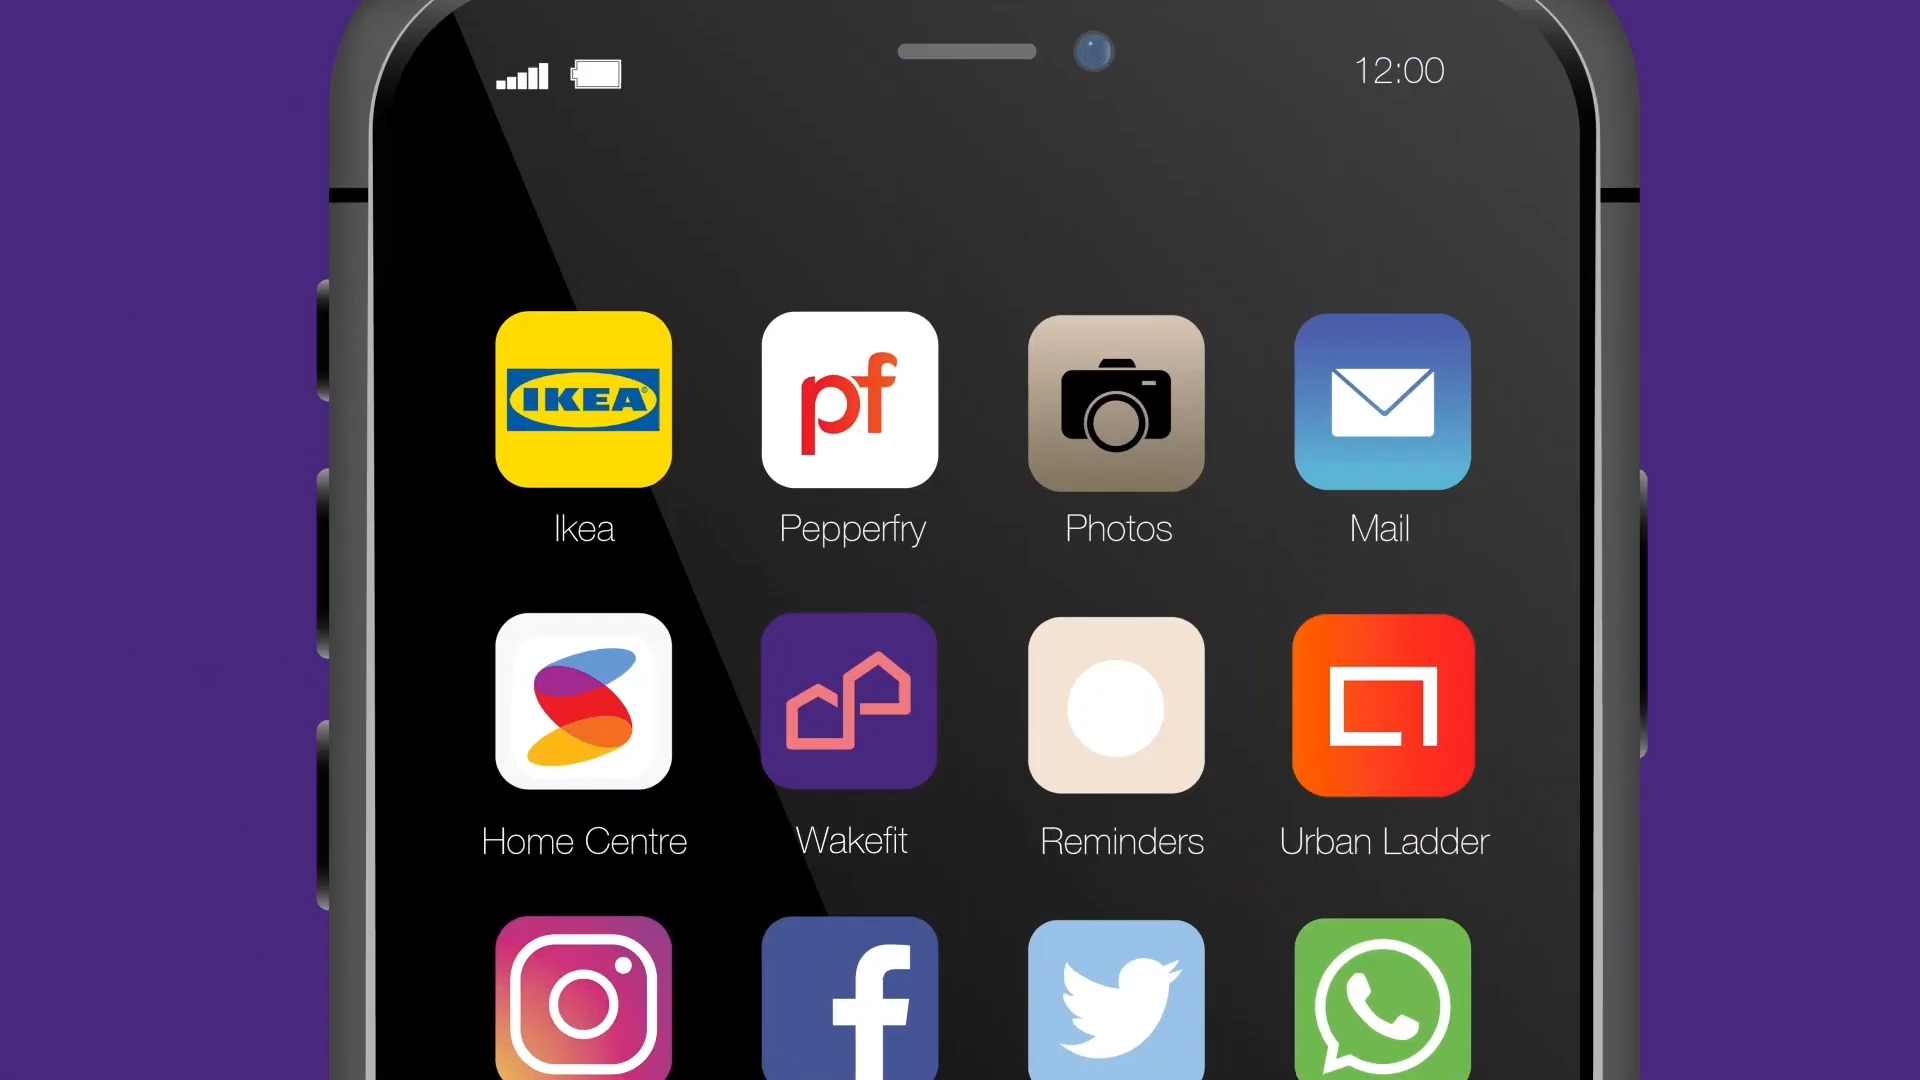 12:00
IKEA®
pf
Ikea
Pepperfry
Photos
Mail
Home Centre
Wakefit
Reminders
Urban Ladder
f